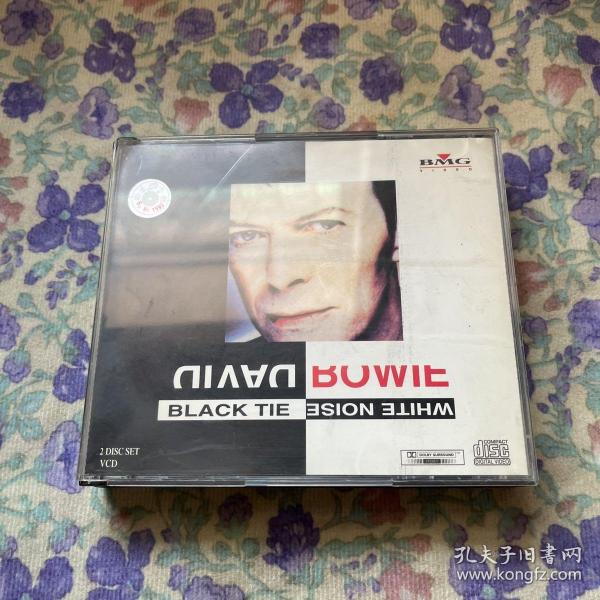 BMG
VIDEO
DAVID BOWIE
BLACK TIE WHITE NOISE
2 DISC SET
VCD
DOLBY SURROUND
COMPACT
disc
DIGITAL VIDEO
孔夫子旧书网
www.kongfz.com